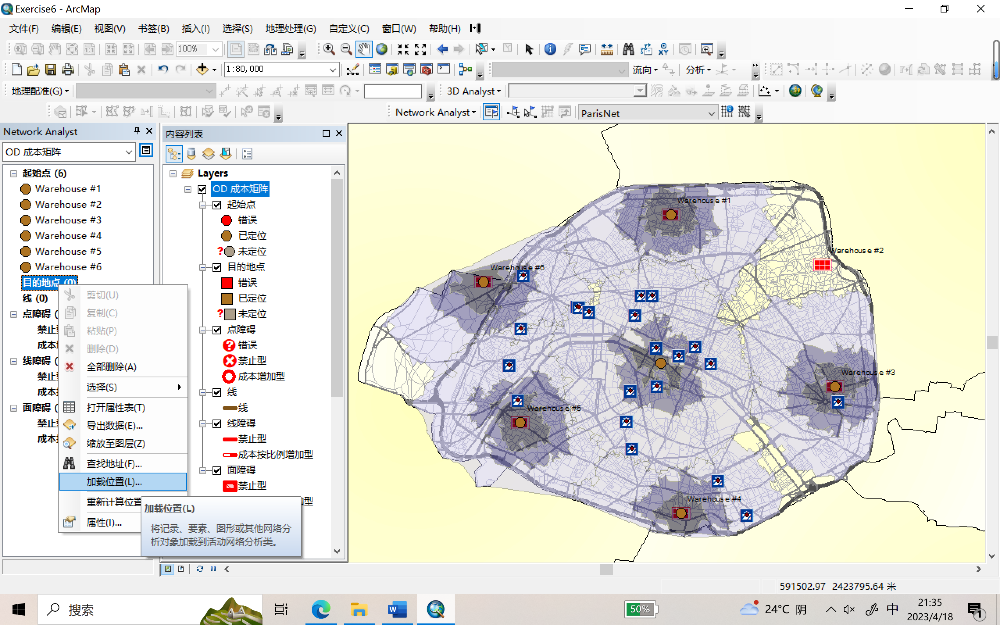 Exercise6 - ArcMap
文件(F) 编辑(E) 视图(V) 书签(B) 插入(I) 选择(S) 地理处理(G) 自定义(C) 窗口(W) 帮助(H)
100%
1:80,000
流向
分析
地理配准(G)
3D Analyst
Network Analyst
ParisNet
Network Analyst
OD 成本矩阵
起始点 (6)
Warehouse #1
Warehouse #2
Warehouse #3
Warehouse #4
Warehouse #5
Warehouse #6
目的地点 (0)
线 (0)
点障碍 (
禁止
成本
线障碍 (
禁止
成本
面障碍 (
禁止
成本
剪切(U)
复制(C)
粘贴(P)
删除(D)
全部删除(A)
选择(S)
打开属性表(T)
导出数据(E)...
缩放至图层(Z)
查找地址(F)...
加载位置(L)...
重新计算位置
属性(I)...
加载位置(L)
将记录、要素、图形或其他网络分
析对象加载到活动网络分析类。
内容列表
Layers
OD 成本矩阵
起始点
错误
已定位
? 未定位
目的地点
错误
已定位
? 未定位
点障碍
错误
禁止型
成本增加型
线
线
线障碍
禁止型
成本按比例增加型
面障碍
禁止型
加型
Warehouse #1
Warehouse #2
Warehouse #6
Warehouse #3
Warehouse #5
Warehouse #4
591502.97 2423795.64 米
搜索
50%
24°C 阴
中
21:35
2023/4/18
1